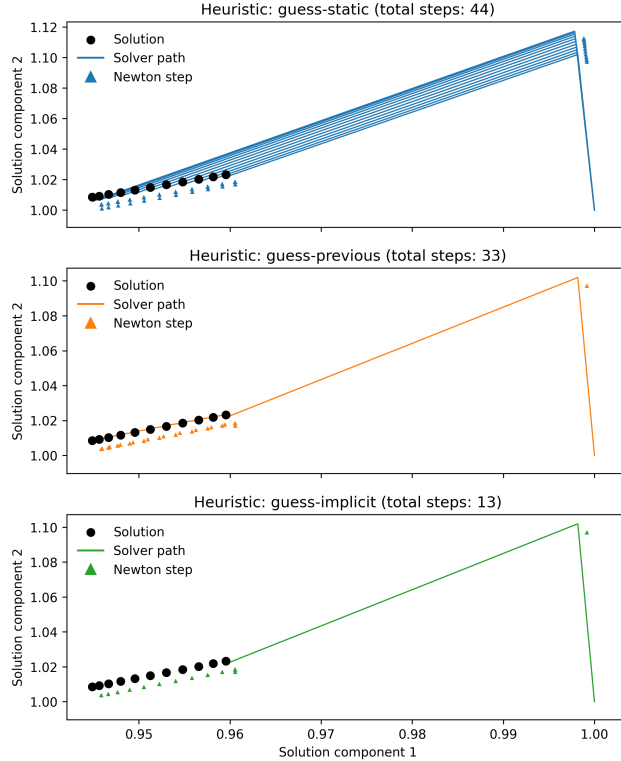 Heuristic: guess-static (total steps: 44)
1.12
1.10
1.08
1.06
1.04
1.02
1.00
Solution component 2
Solution
Solver path
Newton step
Heuristic: guess-previous (total steps: 33)
1.10
1.08
1.06
1.04
1.02
1.00
Solution component 2
Solution
Solver path
Newton step
Heuristic: guess-implicit (total steps: 13)
1.10
1.08
1.06
1.04
1.02
1.00
Solution component 2
Solution
Solver path
Newton step
0.95 0.96 0.97 0.98 0.99 1.00
Solution component 1